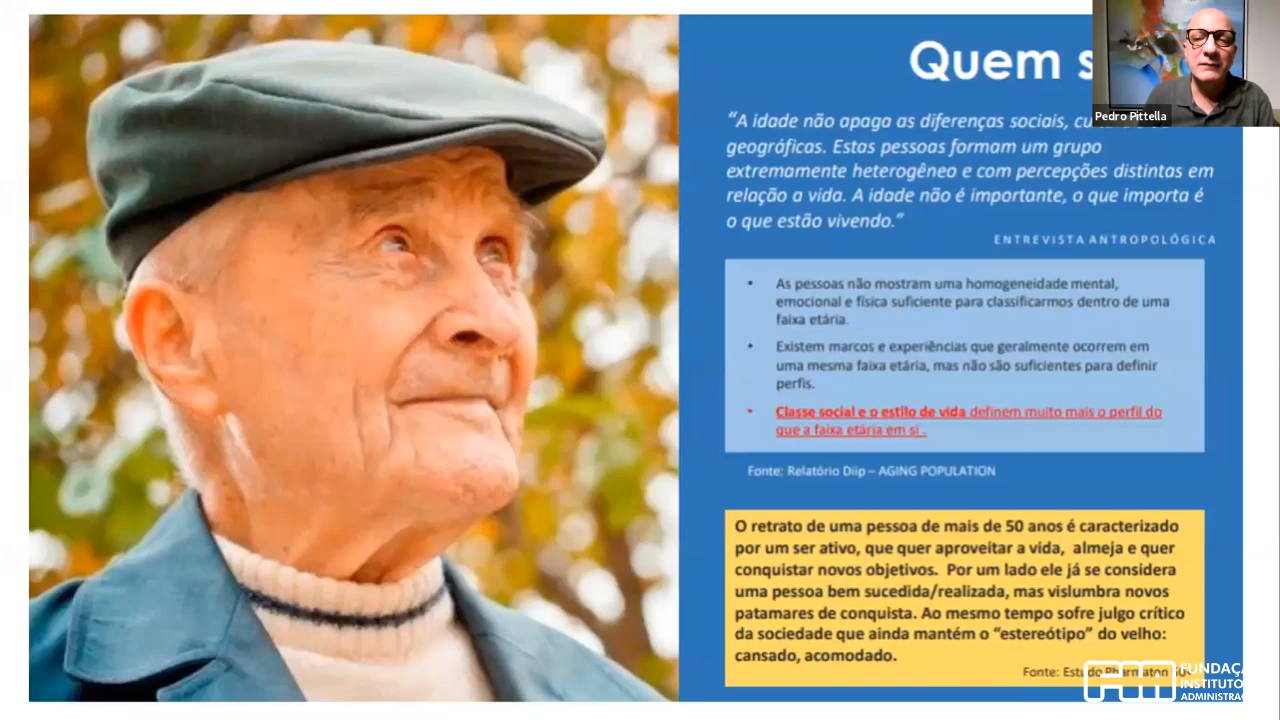 Quem s
Pedro Pittella
“A idade não apaga as diferenças sociais,
geográficas. Estas pessoas formam um grupo
extremamente heterogêneo e com percepções distintas em
relação a vida. A idade não é importante, o que importa é
o que estão vivendo.”
ENTREVISTA ANTROPOLÓGICA
• As pessoas não mostram uma homogeneidade mental,
emocional e física suficiente para classificarmos dentro de uma
faixa etária.
• Existem marcos e experiências que geralmente ocorrem em
uma mesma faixa etária, mas não são suficientes para definir
perfis.
• Classe social e o estilo de vida definem muito mais o perfil do
que a faixa etária em si .
Fonte: Relatório Diip – AGING POPULATION
O retrato de uma pessoa de mais de 50 anos é caracterizado
por um ser ativo, que quer aproveitar a vida, almeja e quer
conquistar novos objetivos. Por um lado ele já se considera
uma pessoa bem sucedida/realizada, mas vislumbra novos
patamares de conquista. Ao mesmo tempo sofre julgo crítico
da sociedade que ainda mantém o “estereótipo” do velho:
cansado, acomodado.
Fonte: Estudo Pharmaton
FUNDAÇ
INSTITUTO
ADMINISTRAÇ